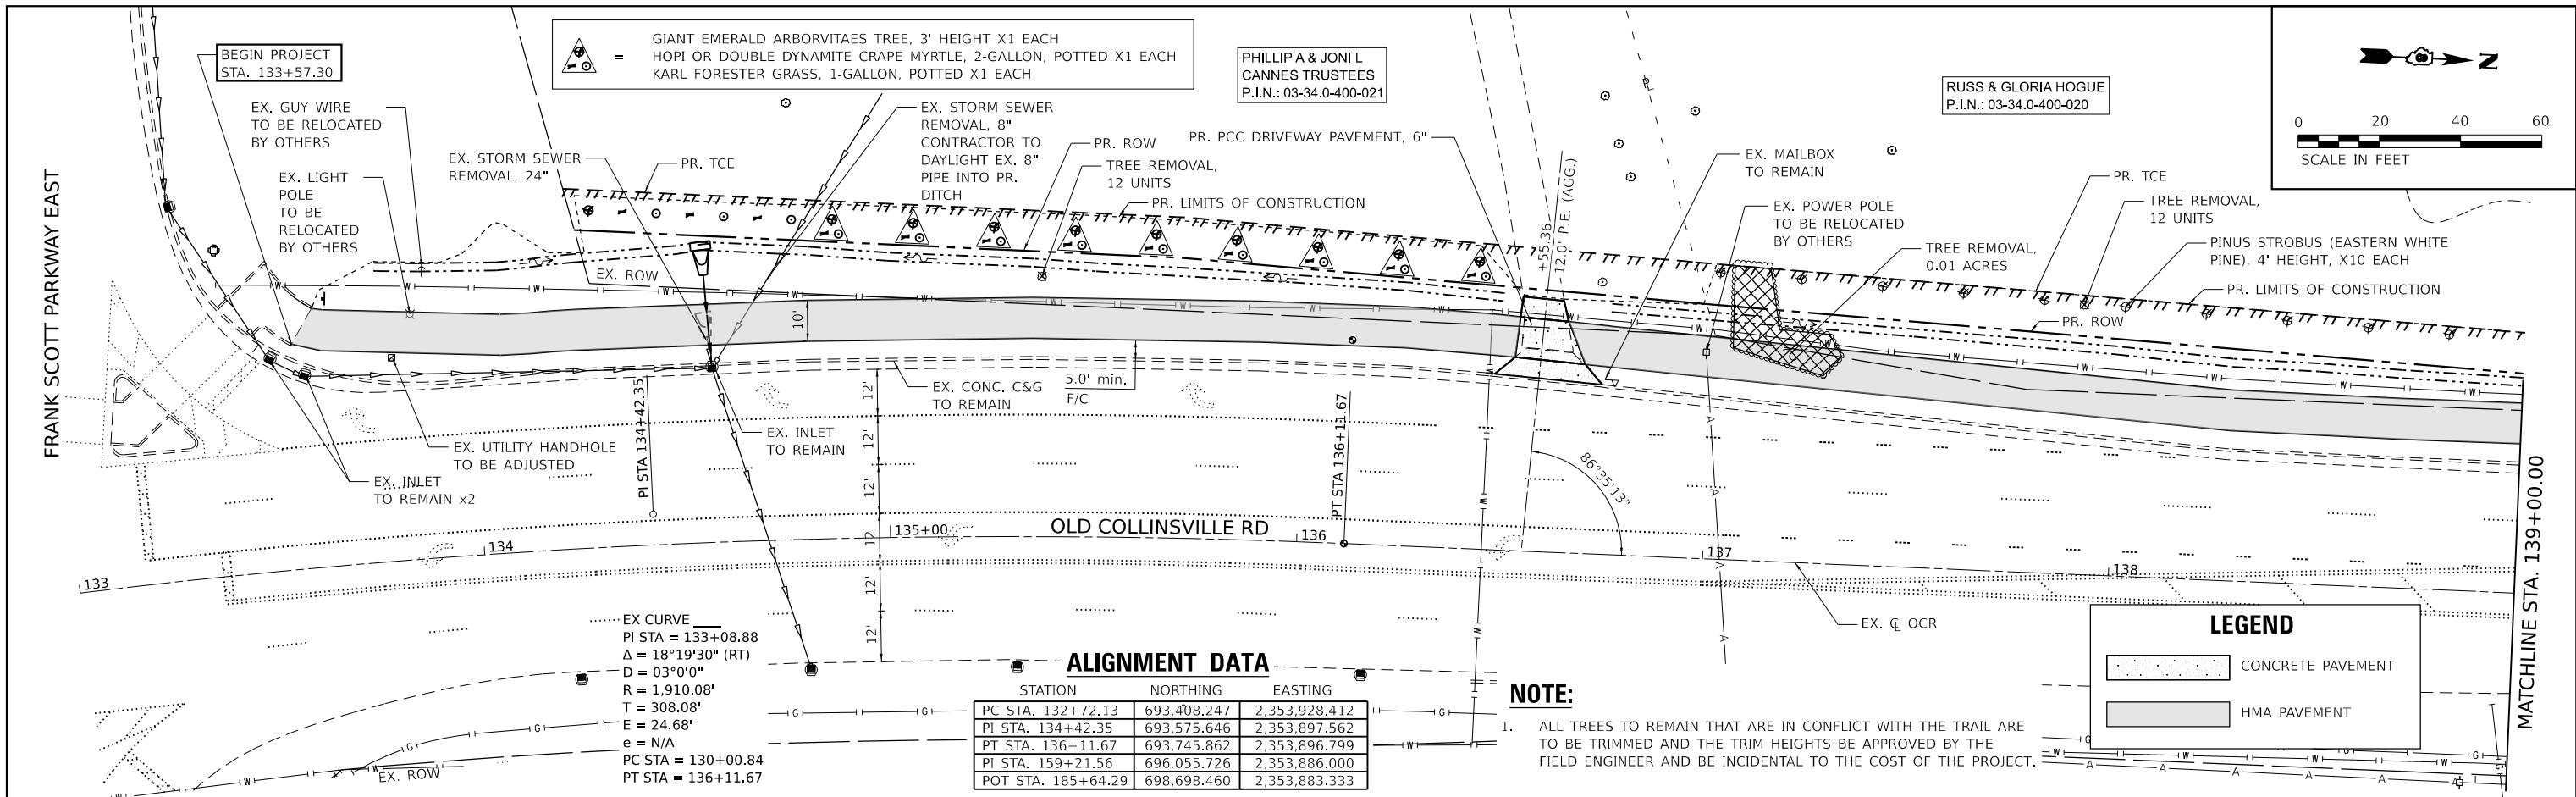 FRANK SCOTT PARKWAY EAST
BEGIN PROJECT
STA. 133+57.30
EX. GUY WIRE
TO BE RELOCATED
BY OTHERS
EX. LIGHT
POLE
TO BE
RELOCATED
BY OTHERS
EX. STORM SEWER
REMOVAL, 24"
= GIANT EMERALD ARBORVITAES TREE, 3' HEIGHT X1 EACH
HOPI OR DOUBLE DYNAMITE CRAPE MYRTLE, 2-GALLON, POTTED X1 EACH
KARL FORESTER GRASS, 1-GALLON, POTTED X1 EACH
PR. TCE
EX. STORM SEWER
REMOVAL, 8"
CONTRACTOR TO
DAYLIGHT EX. 8"
PIPE INTO PR.
DITCH
PR. ROW
TREE REMOVAL,
12 UNITS
PR. LIMITS OF CONSTRUCTION
PHILLIP A & JONI L
CANNES TRUSTEES
P.I.N.: 03-34.0-400-021
PR. PCC DRIVEWAY PAVEMENT, 6"
+55.36
12.0' P.E. (AGG.)
EX. MAILBOX
TO REMAIN
EX. POWER POLE
TO BE RELOCATED
BY OTHERS
TREE REMOVAL,
0.01 ACRES
RUSS & GLORIA HOGUE
P.I.N.: 03-34.0-400-020
PR. TCE
TREE REMOVAL,
12 UNITS
PINUS STROBUS (EASTERN WHITE
PINE), 4' HEIGHT, X10 EACH
PR. LIMITS OF CONSTRUCTION
PR. ROW
N
0 20 40 60
SCALE IN FEET
EX. ROW
10'
EX. UTILITY HANDHOLE
TO BE ADJUSTED
EX. INLET
TO REMAIN x2
PI STA 134+42.35
EX. INLET
TO REMAIN
EX. CONC. C&G
TO REMAIN
5.0' min.
F/C
12'
12'
12'
12'
12'
12'
PT STA 136+11.67
86°35'13"
133
134
135+00
OLD COLLINSVILLE RD
136
137
138
EX. ℄ OCR
MATCHLINE STA. 139+00.00
EX CURVE
PI STA = 133+08.88
Δ = 18°19'30" (RT)
D = 03°0'0"
R = 1,910.08'
T = 308.08'
E = 24.68'
e = N/A
PC STA = 130+00.84
PT STA = 136+11.67
EX. ROW
ALIGNMENT DATA
STATION NORTHING EASTING
PC STA. 132+72.13 693,408.247 2,353,928.412
PI STA. 134+42.35 693,575.646 2,353,897.562
PT STA. 136+11.67 693,745.862 2,353,896.799
PI STA. 159+21.56 696,055.726 2,353,886.000
POT STA. 185+64.29 698,698.460 2,353,883.333
NOTE:
1. ALL TREES TO REMAIN THAT ARE IN CONFLICT WITH THE TRAIL ARE
TO BE TRIMMED AND THE TRIM HEIGHTS BE APPROVED BY THE
FIELD ENGINEER AND BE INCIDENTAL TO THE COST OF THE PROJECT.
LEGEND
CONCRETE PAVEMENT
HMA PAVEMENT